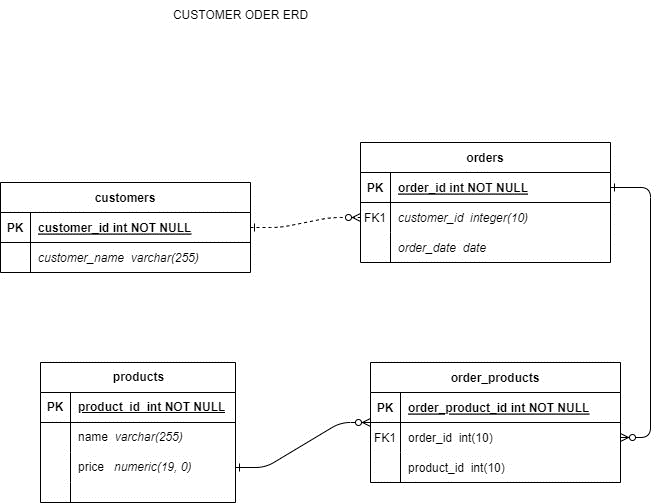 CUSTOMER ODER ERD
orders
PK order_id int NOT NULL
FK1 customer_id integer(10)
order_date date
customers
PK customer_id int NOT NULL
customer_name varchar(255)
products
PK product_id int NOT NULL
name varchar(255)
price numeric(19, 0)
order_products
PK order_product_id int NOT NULL
FK1 order_id int(10)
product_id int(10)